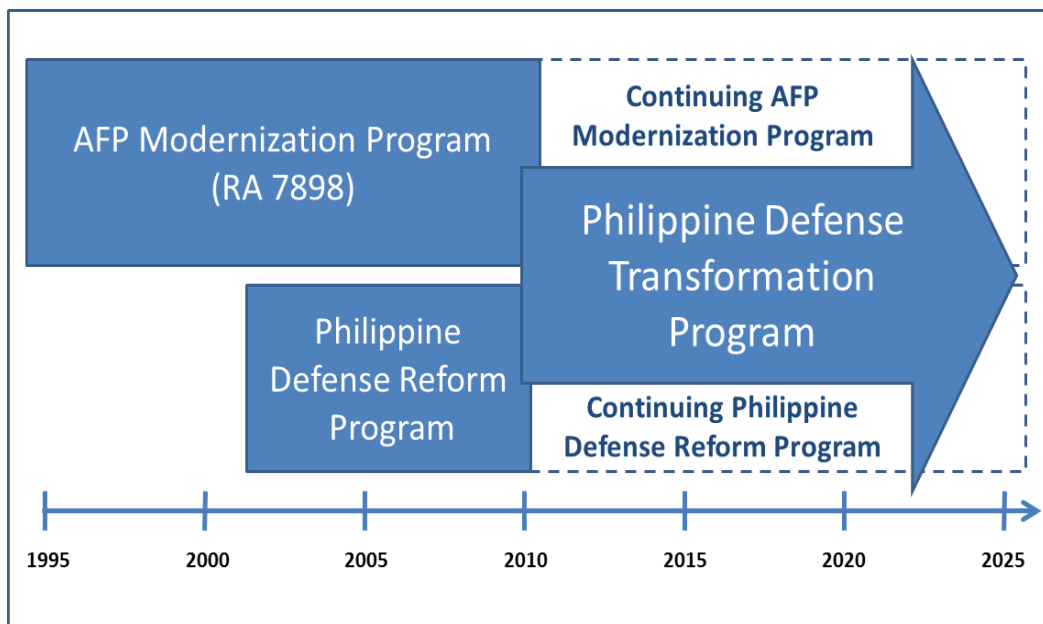 AFP Modernization Program
(RA 7898)
Continuing AFP
Modernization Program
Philippine Defense
Transformation
Program
Philippine
Defense Reform
Program
Continuing Philippine
Defense Reform Program
1995
2000
2005
2010
2015
2020
2025